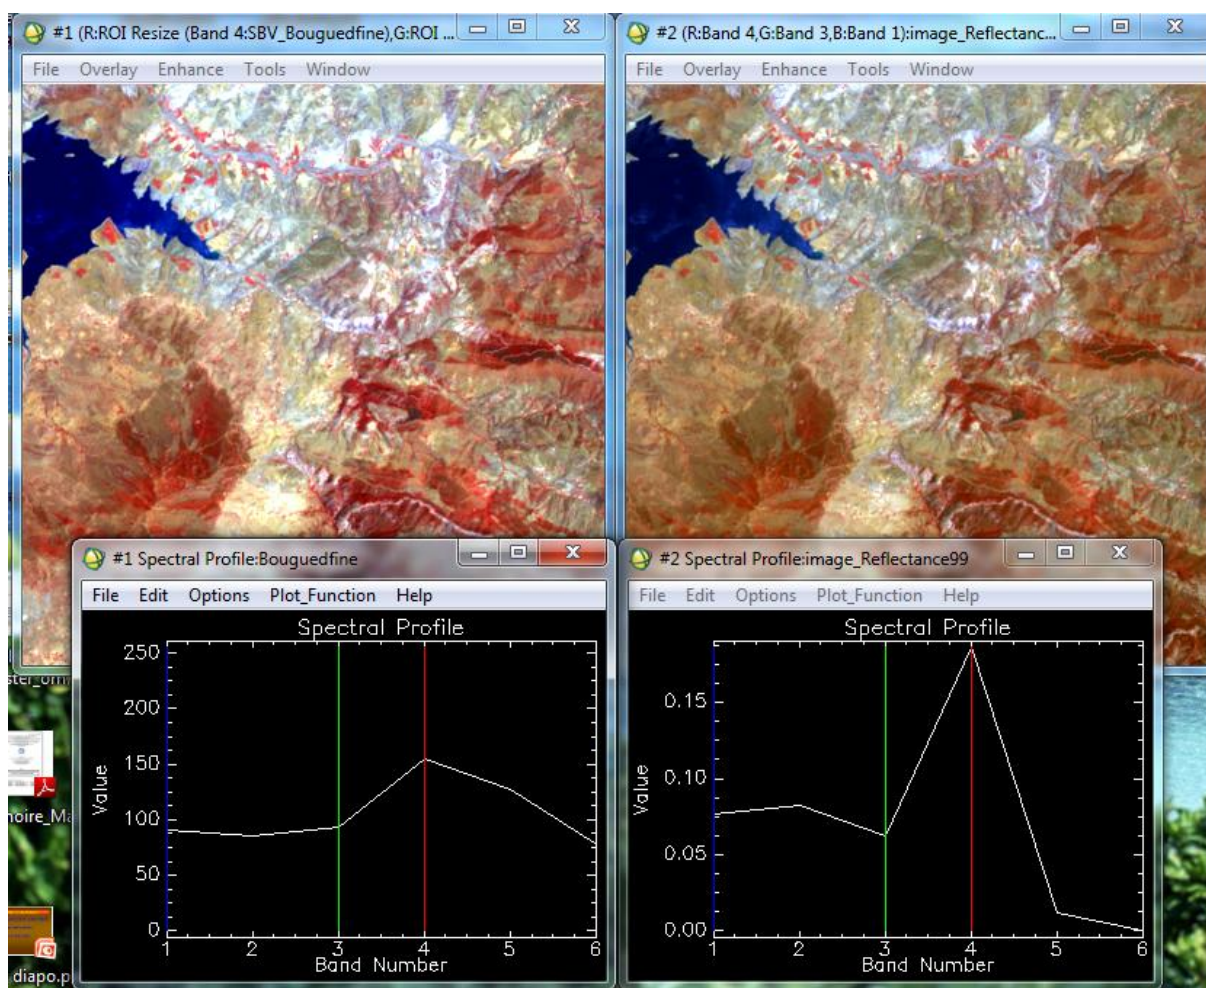 #1 (R:ROI Resize (Band 4:SBV_Bouguedfine),G:ROI ...
File Overlay Enhance Tools Window
#2 (R:Band 4,G:Band 3,B:Band 1):image_Reflectanc...
File Overlay Enhance Tools Window
#1 Spectral Profile:Bouguedfine
File Edit Options Plot_Function Help
Spectral Profile
Value
250
200
150
100
50
0
1 2 3 4 5 6
Band Number
#2 Spectral Profile:image_Reflectance99
File Edit Options Plot_Function Help
Spectral Profile
Value
0.15
0.10
0.05
0.00
1 2 3 4 5 6
Band Number
noire_Ma
diapo.p